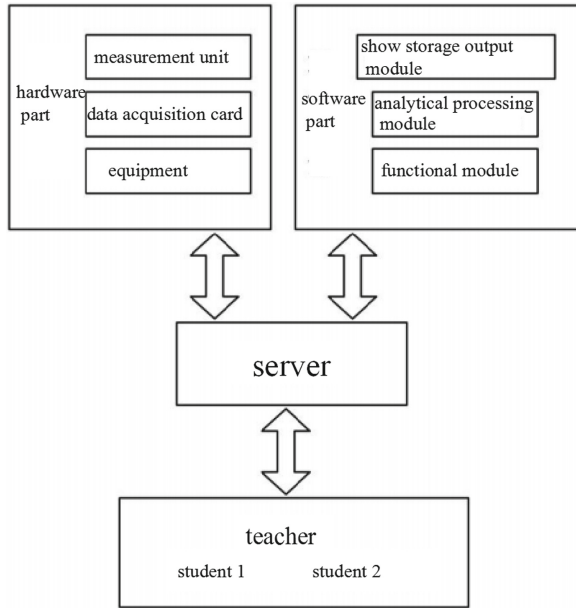 hardware
part
measurement unit
data acquisition card
equipment
software
part
show storage output
module
analytical processing
module
functional module
server
teacher
student 1
student 2